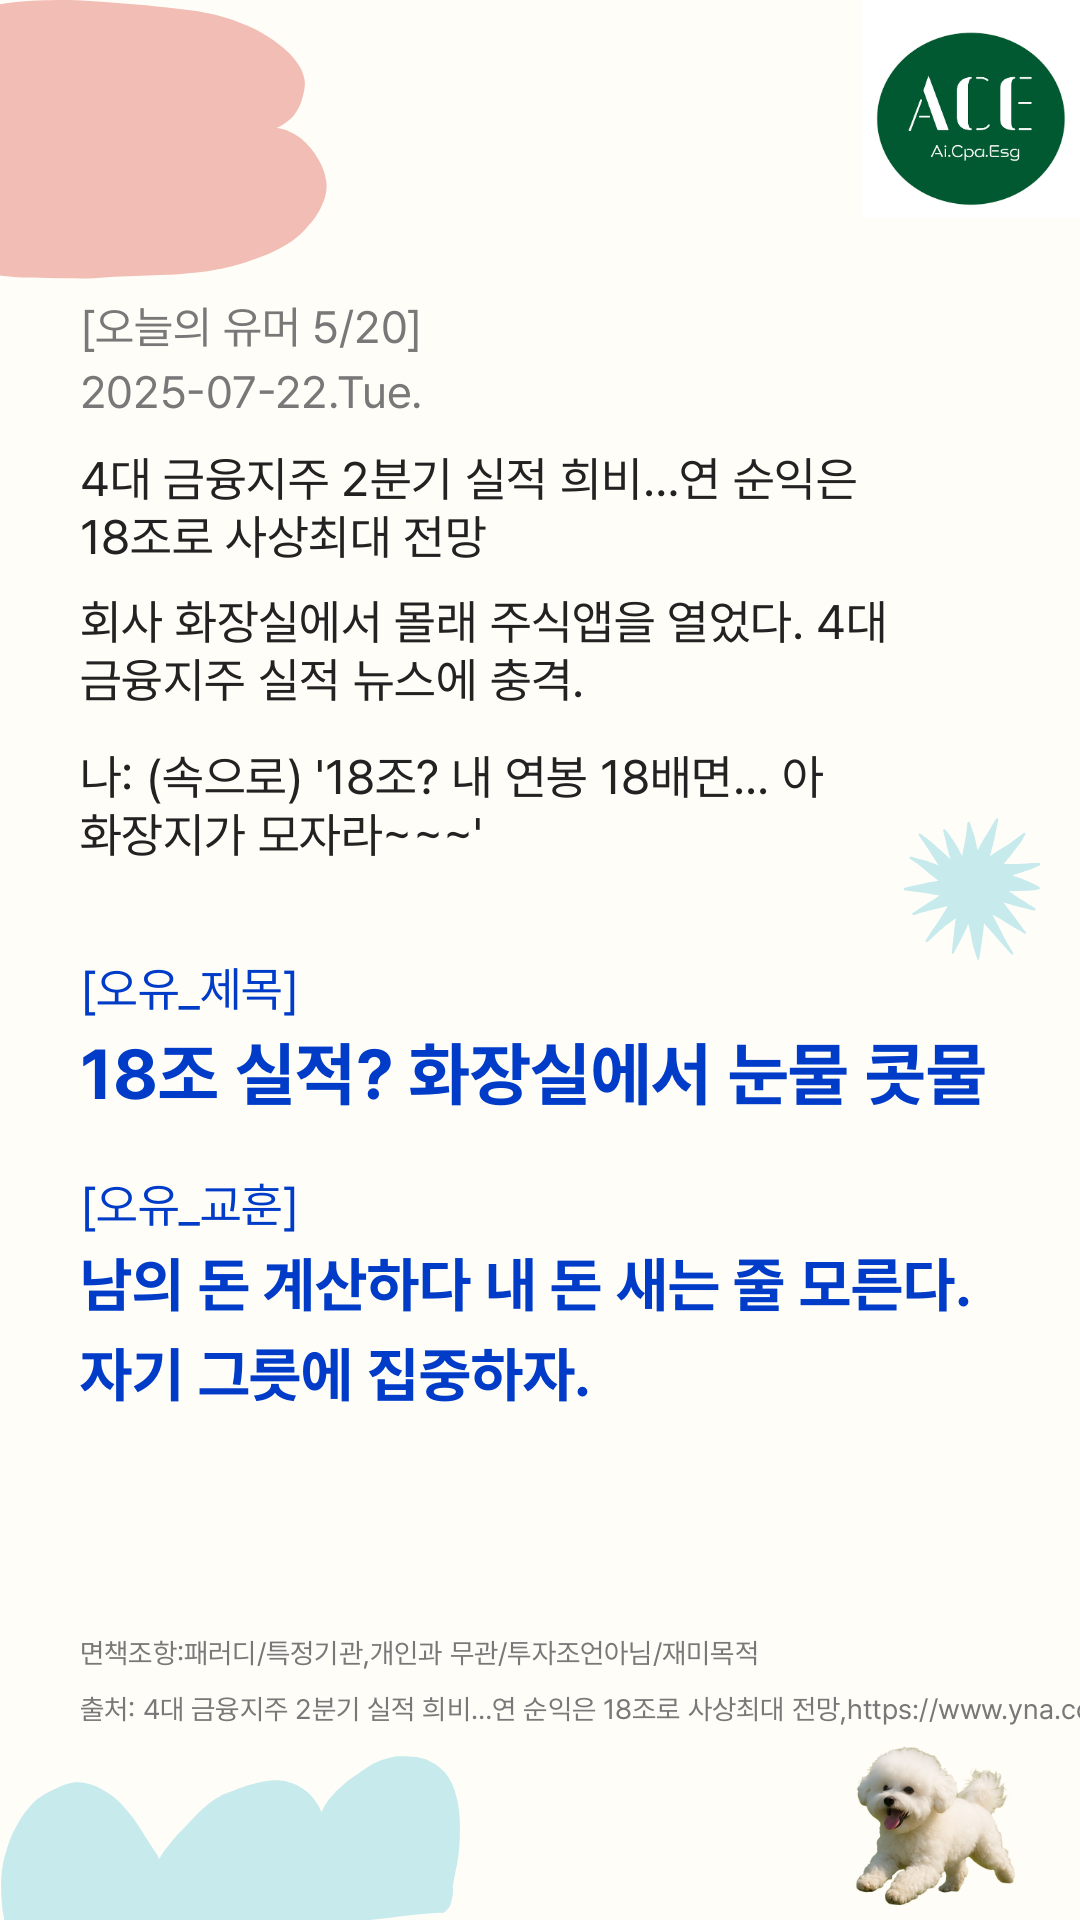 ACE
Ai.Cpa.Esg
[오늘의 유머 5/20]
2025-07-22.Tue.
4대 금융지주 2분기 실적 희비…연 순익은
18조로 사상최대 전망
회사 화장실에서 몰래 주식앱을 열었다. 4대
금융지주 실적 뉴스에 충격.
나: (속으로) '18조? 내 연봉 18배면... 아
화장지가 모자라~~~'
[오유_제목]
18조 실적? 화장실에서 눈물 콧물
[오유_교훈]
남의 돈 계산하다 내 돈 새는 줄 모른다.
자기 그릇에 집중하자.
면책조항:패러디/특정기관,개인과 무관/투자조언아님/재미목적
출처: 4대 금융지주 2분기 실적 희비…연 순익은 18조로 사상최대 전망,https://www.yna.co